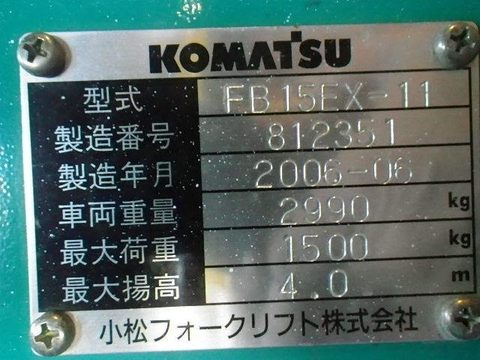 KOMATSU
型式 FB15EX-11
製造番号 812351
製造年月 2006-06
車両重量 2990 kg
最大荷重 1500 kg
最大揚高 4.0 m
小松フォークリフト株式会社